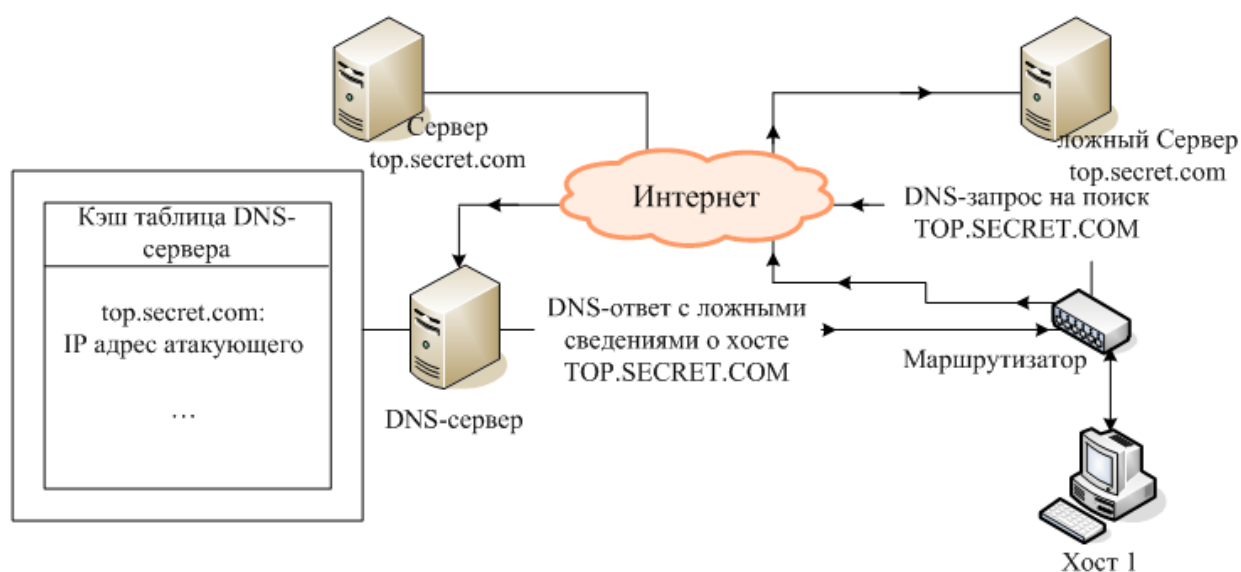 Сервер
top.secret.com
ложный Сервер
top.secret.com
Интернет
DNS-запрос на поиск
TOP.SECRET.COM
Кэш таблица DNS-
сервера
top.secret.com:
IP адрес атакующего
...
DNS-ответ с ложными
сведениями о хосте
TOP.SECRET.COM
Маршрутизатор
DNS-сервер
Хост 1